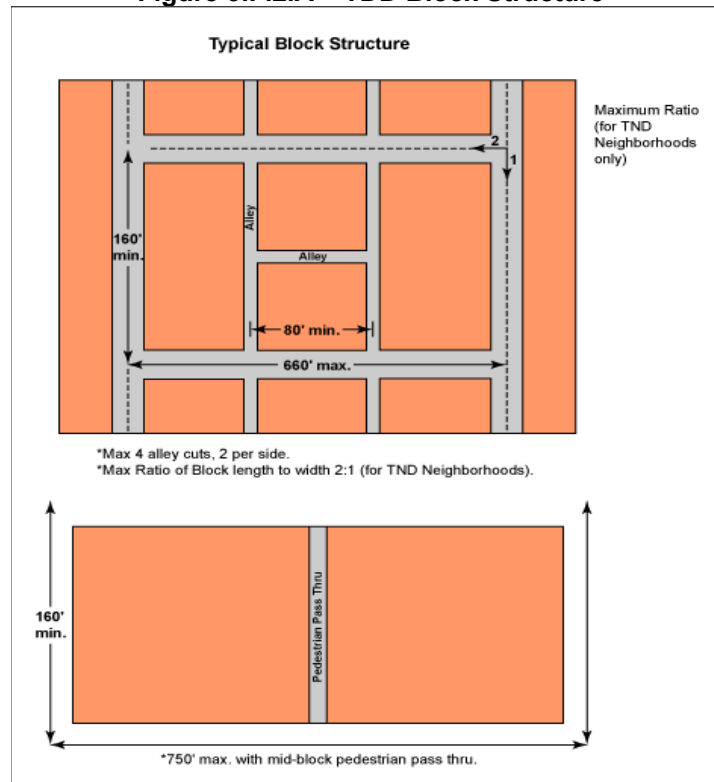 Typical Block Structure
Maximum Ratio
(for TND
Neighborhoods
only)
2
1
Alley
160'
min.
Alley
80' min.
660' max.
*Max 4 alley cuts, 2 per side.
*Max Ratio of Block length to width 2:1 (for TND Neighborhoods).
Pedestrian Pass Thru
160'
min.
*750' max. with mid-block pedestrian pass thru.